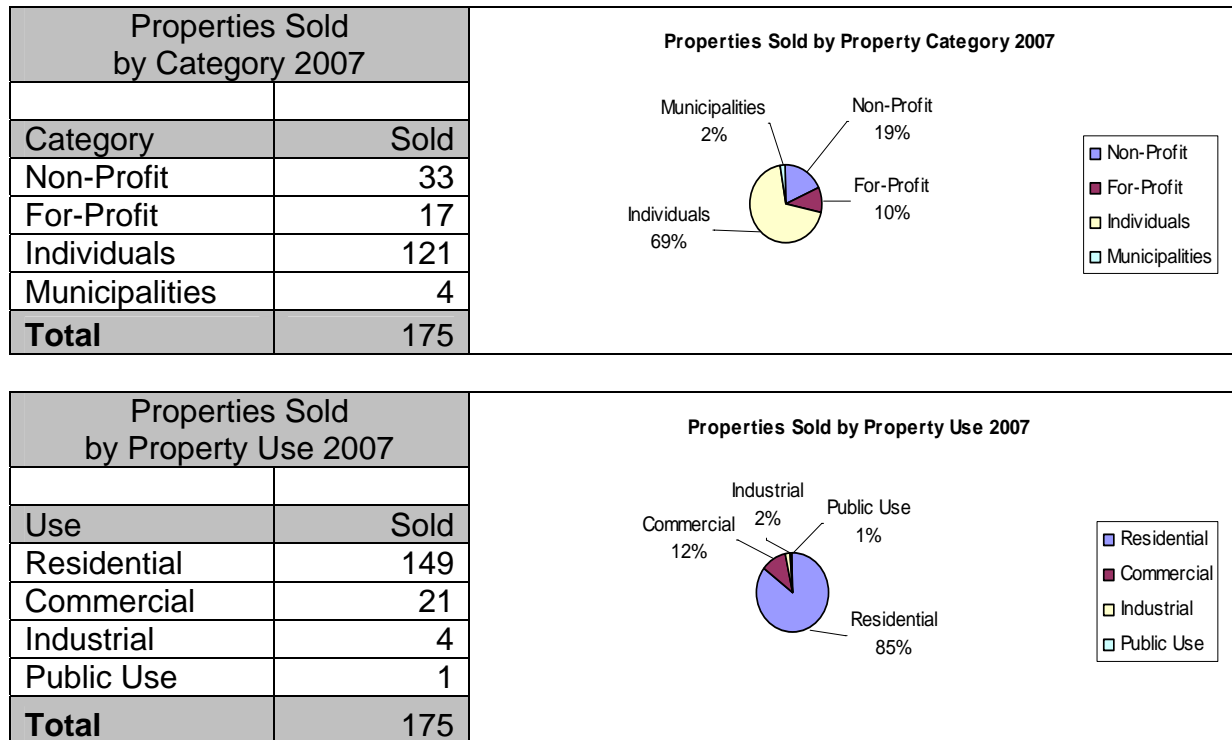 Properties Sold
by Category 2007
Category Sold
Non-Profit 33
For-Profit 17
Individuals 121
Municipalities 4
Total 175
Properties Sold by Property Category 2007
Municipalities
2%
Non-Profit
19%
For-Profit
10%
Individuals
69%
Non-Profit
For-Profit
Individuals
Municipalities
Properties Sold
by Property Use 2007
Use Sold
Residential 149
Commercial 21
Industrial 4
Public Use 1
Total 175
Properties Sold by Property Use 2007
Industrial
2%
Public Use
1%
Commercial
12%
Residential
85%
Residential
Commercial
Industrial
Public Use